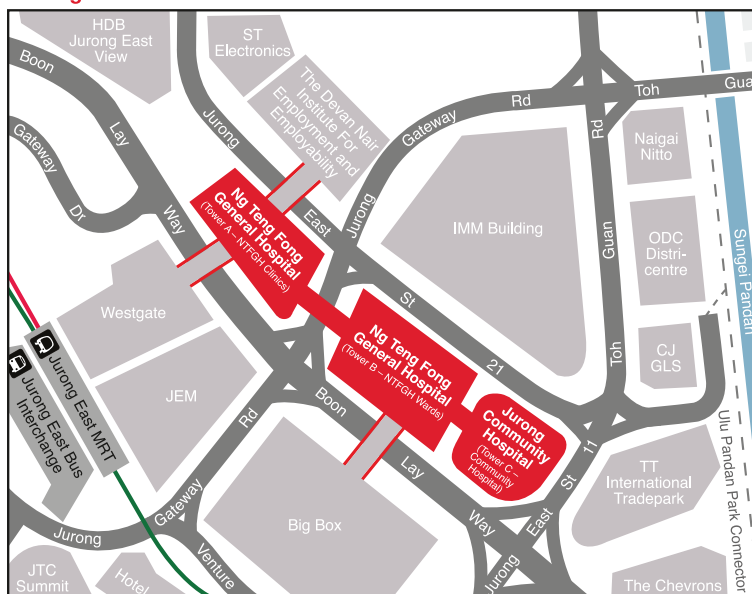 HDB
Jurong East
View
ST
Electronics
The Devan Nair
Institute For
Employment and
Employability
Boon
Lay
Way
Gateway
Dr
Jurong
East
St
21
Jurong
Gateway
Rd
Toh
Gua
Rd
Guan
Toh
Naigai
Nitto
ODC
Distri-
centre
CJ
GLS
Sungei Pandan
Ulu Pandan Park Connector
IMM Building
Ng Teng Fong
General Hospital
(Tower A – NTFGH Clinics)
Ng Teng Fong
General Hospital
(Tower B – NTFGH Wards)
Jurong
Community
Hospital
(Tower C –
Community
Hospital)
Westgate
JEM
Jurong East MRT
Jurong East Bus
Interchange
Boon
Lay
Way
Big Box
Jurong
Gateway
Rd
Venture
Jurong
East
St
11
TT
International
Tradepark
The Chevrons
JTC
Summit
Hotel